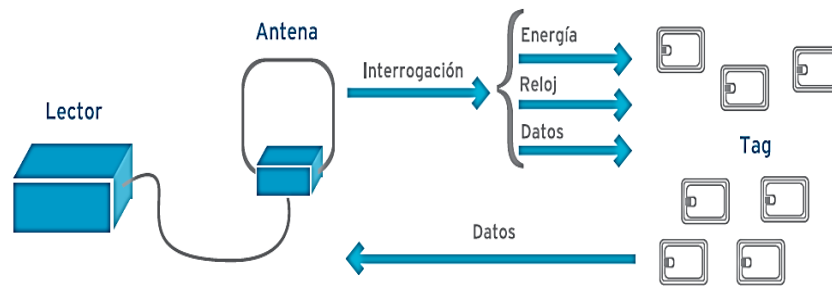 Lector
Antena
Interrogación
Energía
Reloj
Datos
Tag
Datos